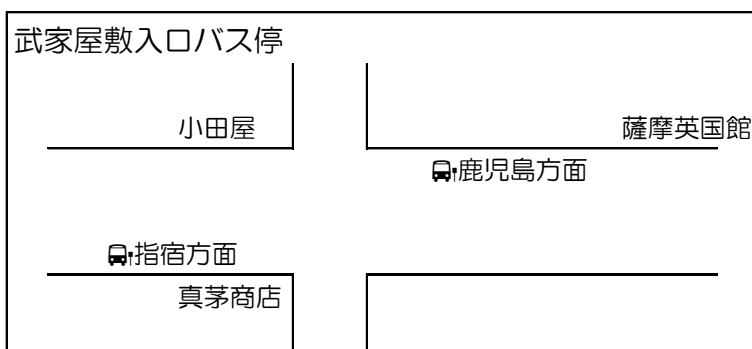 武家屋敷入口バス停
小田屋
薩摩英国館
鹿児島方面
指宿方面
真茅商店